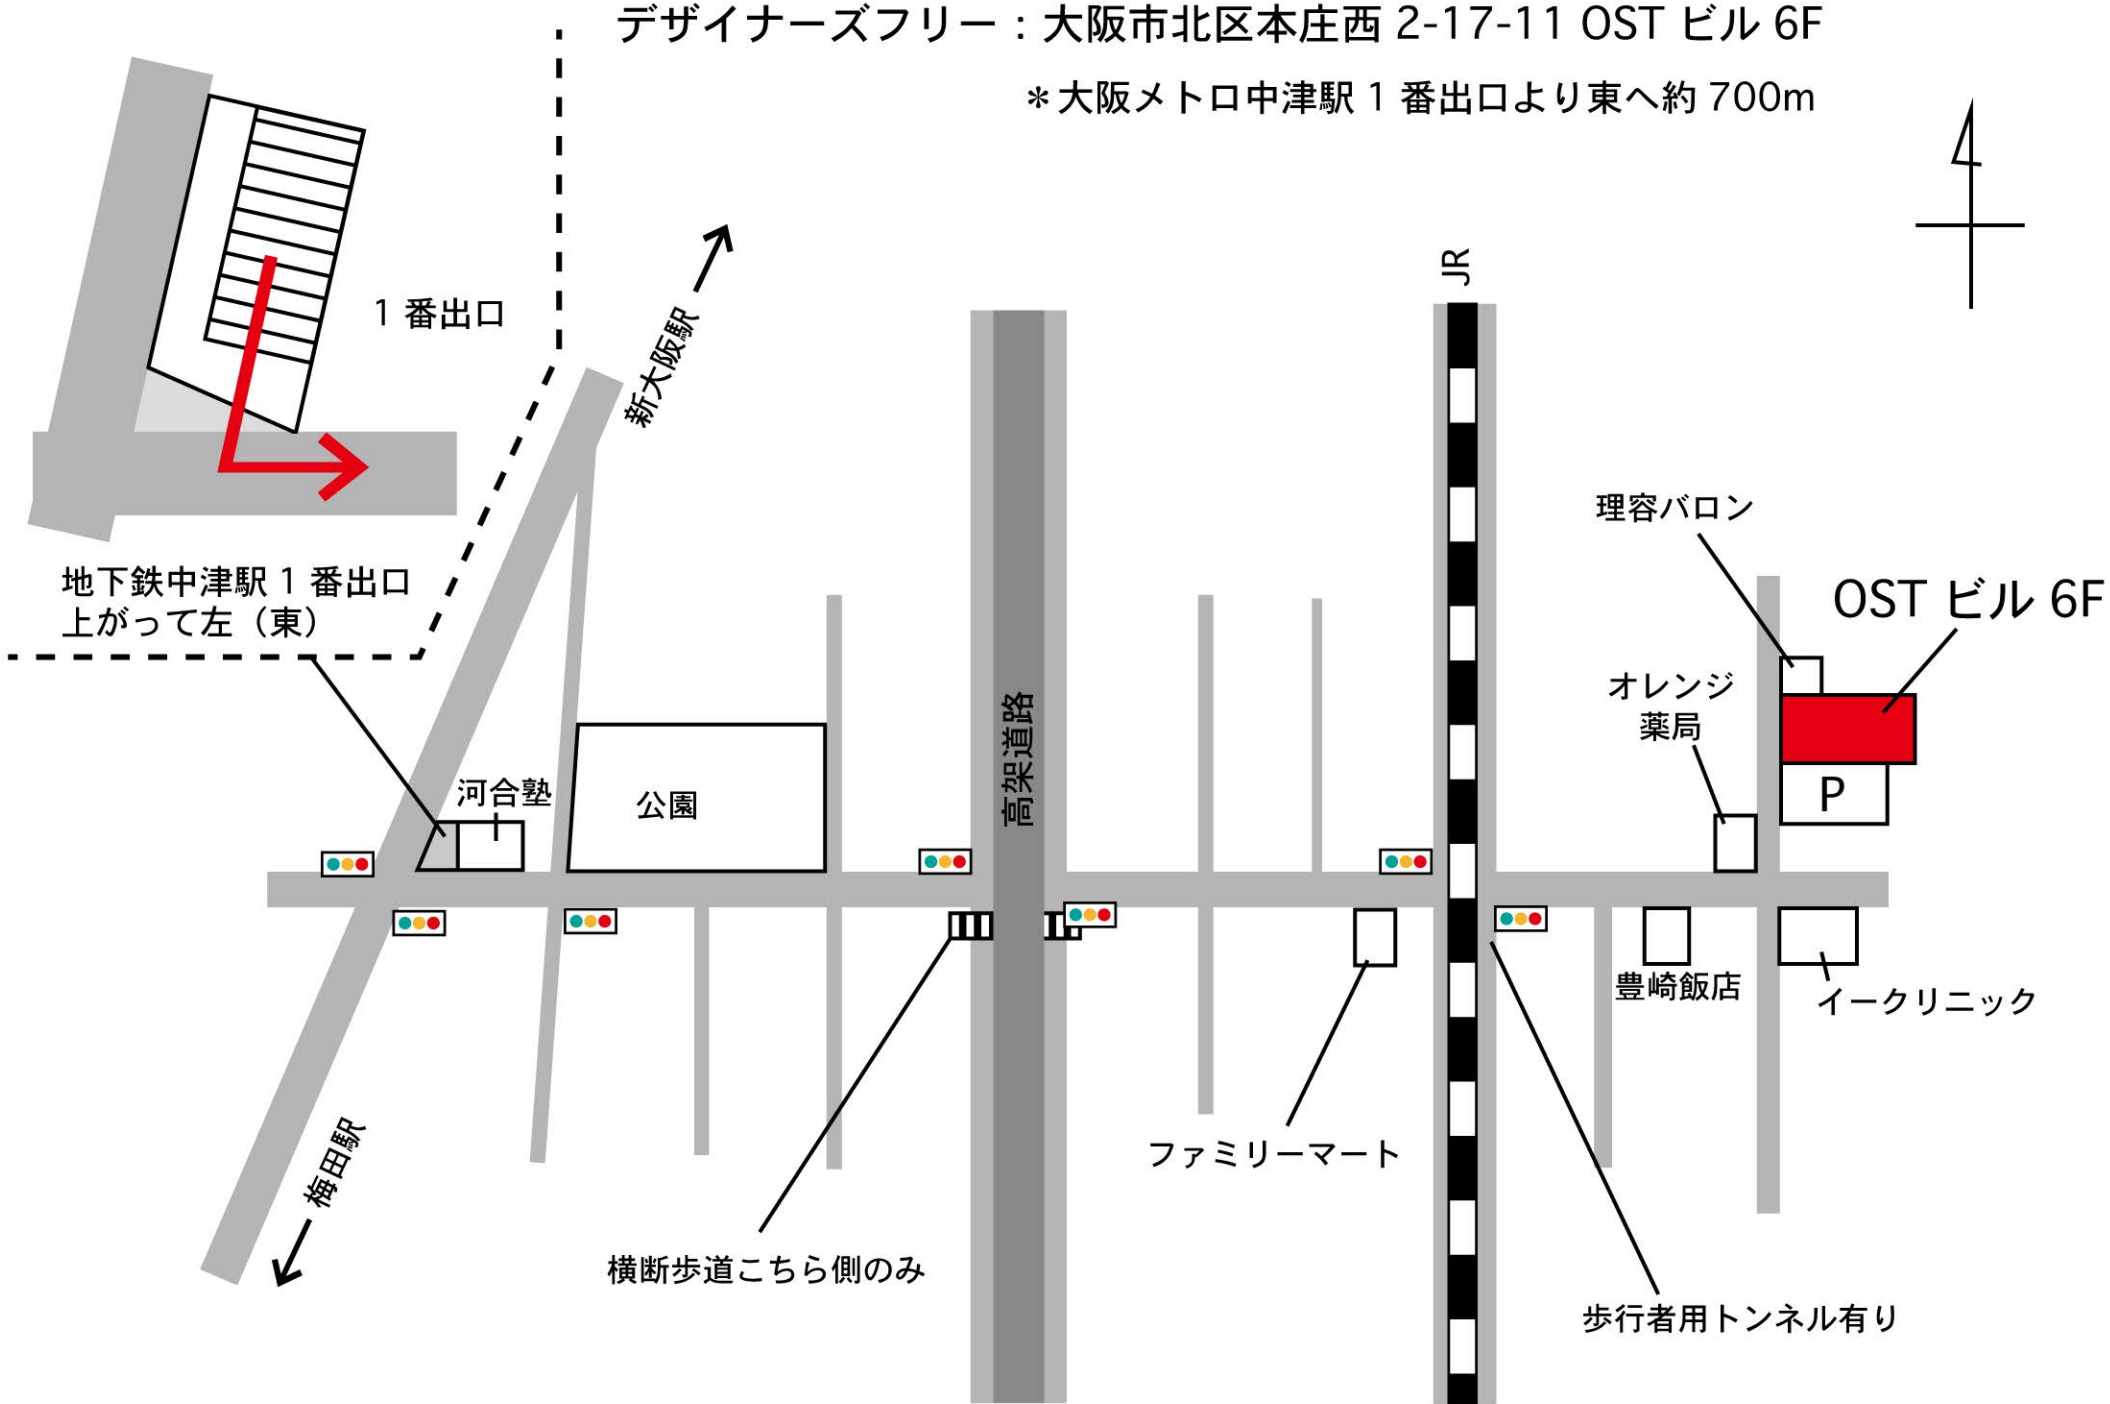 デザイナーズフリー：大阪市北区本庄西 2-17-11 OST ビル 6F
＊大阪メトロ中津駅 1 番出口より東へ約 700m
1 番出口
地下鉄中津駅 1 番出口
上がって左（東）
新大阪駅
JR
理容バロン
OST ビル 6F
オレンジ
薬局
P
高架道路
河合塾
公園
豊崎飯店
イークリニック
ファミリーマート
梅田駅
横断歩道こちら側のみ
歩行者用トンネル有り